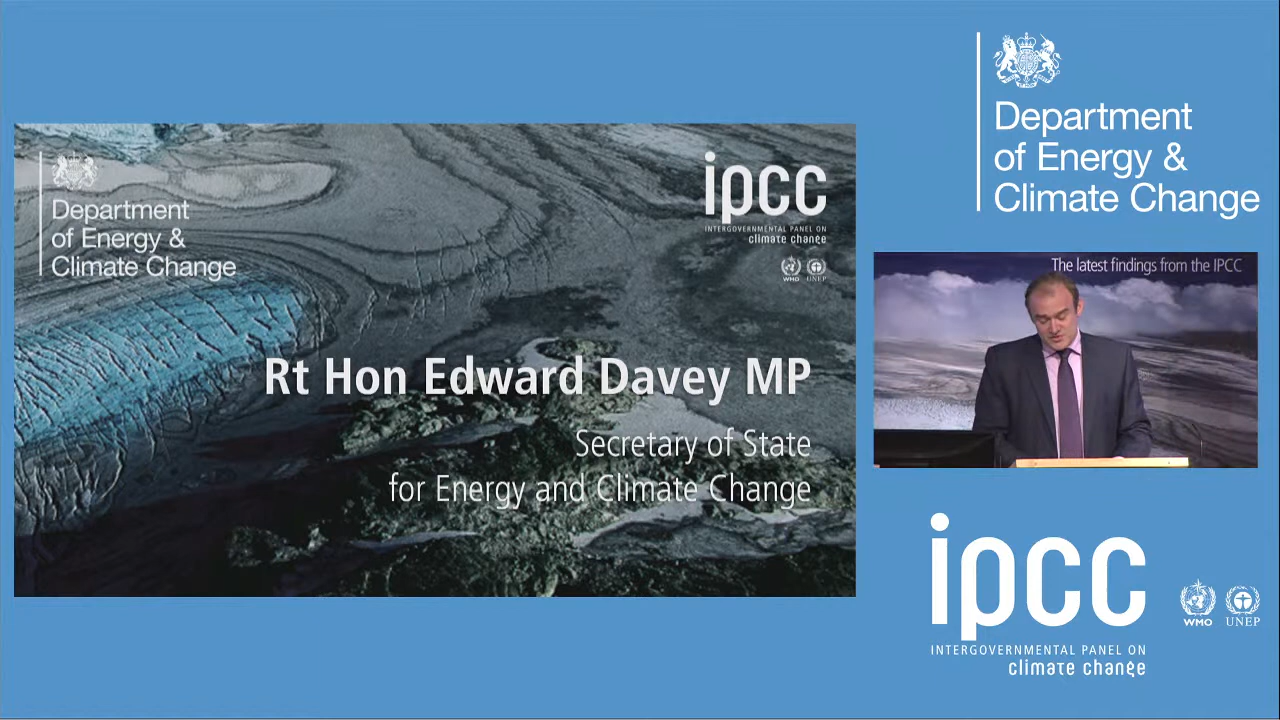 Department
of Energy &
Climate Change
ipcc
INTERGOVERNMENTAL PANEL ON
climate change
WMO
UNEP
Rt Hon Edward Davey MP
Secretary of State
for Energy and Climate Change
Department
of Energy &
Climate Change
The latest findings from the IPCC
ipcc
INTERGOVERNMENTAL PANEL ON
climate change
WMO
UNEP